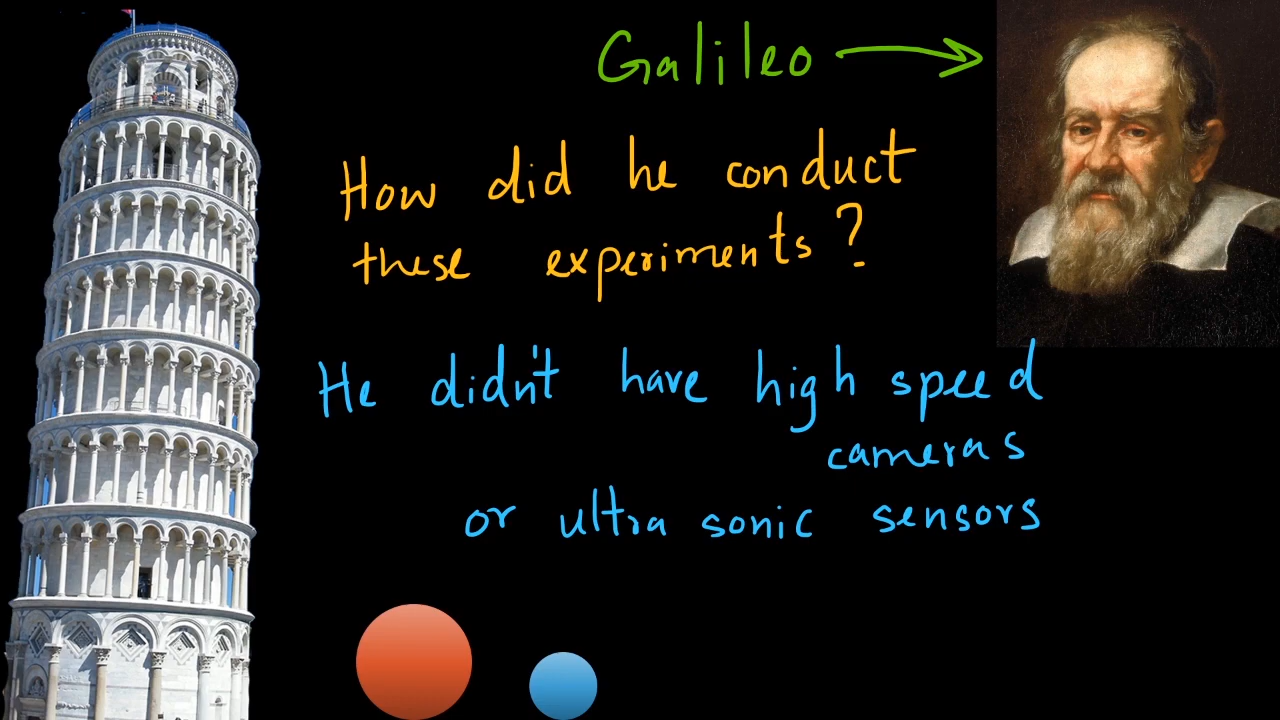 Galileo
How did he conduct
these experiments?
He didn't have high speed
cameras
or ultra sonic sensors